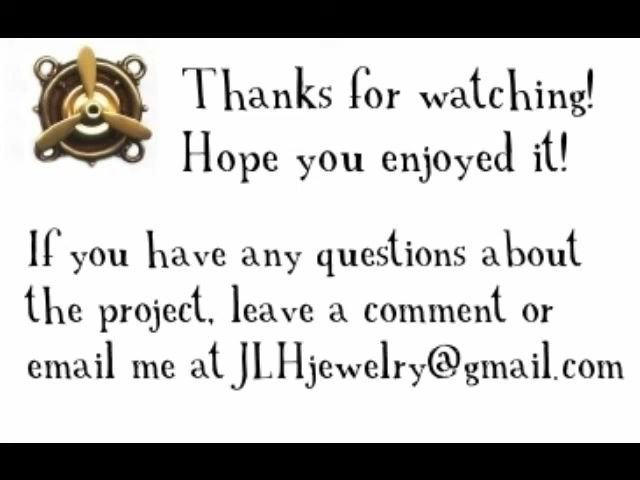 Thanks for watching!
Hope you enjoyed it!
If you have any questions about
the project, leave a comment or
email me at JLHjewelry@gmail.com